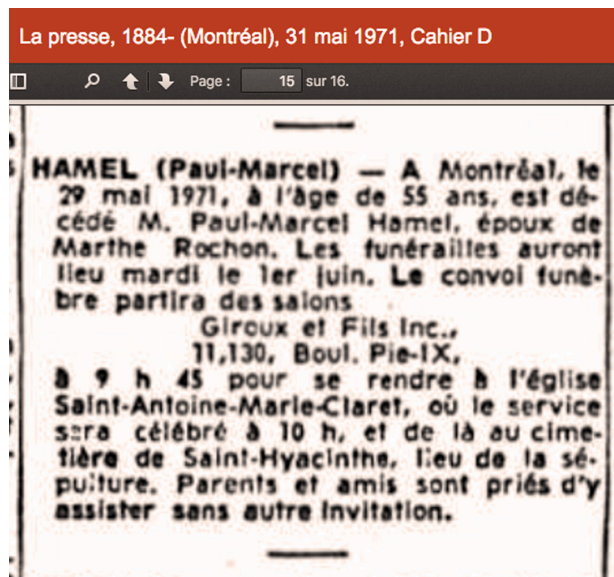 La presse, 1884- (Montréal), 31 mai 1971, Cahier D
Page : 15 sur 16.
HAMEL (Paul-Marcel) — A Montréal, le
29 mai 1971, à l'âge de 55 ans, est dé-
cédé M. Paul-Marcel Hamel, époux de
Marthe Rochon. Les funérailles auront
lieu mardi le 1er juin. Le convoi funè-
bre partira des salons
Giroux et Fils Inc.,
11,130, Boul. Pie-IX,
à 9 h 45 pour se rendre à l'église
Saint-Antoine-Marie-Claret, où le service
sera célébré à 10 h, et de là au cime-
tière de Saint-Hyacinthe, lieu de la sé-
pulture. Parents et amis sont priés d'y
assister sans autre invitation.